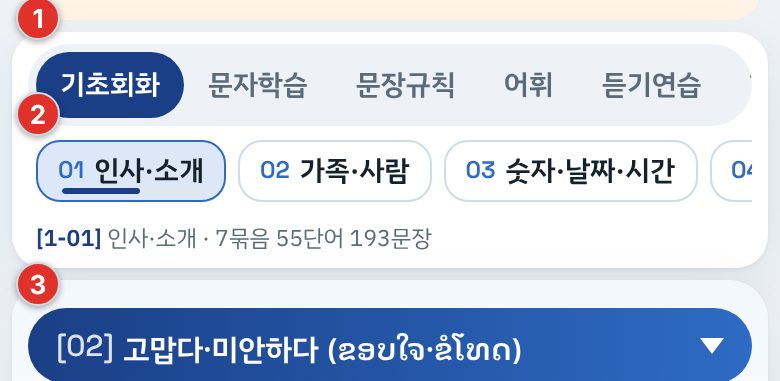 1
기초회화 문자학습 문장규칙 어휘 듣기연습
2
01 인사·소개 02 가족·사람 03 숫자·날짜·시간 04
[1-01] 인사·소개 · 7묶음 55단어 193문장
3
[02] 고맙다·미안하다 (ຂອບໃຈ·ຂໍໂທດ)